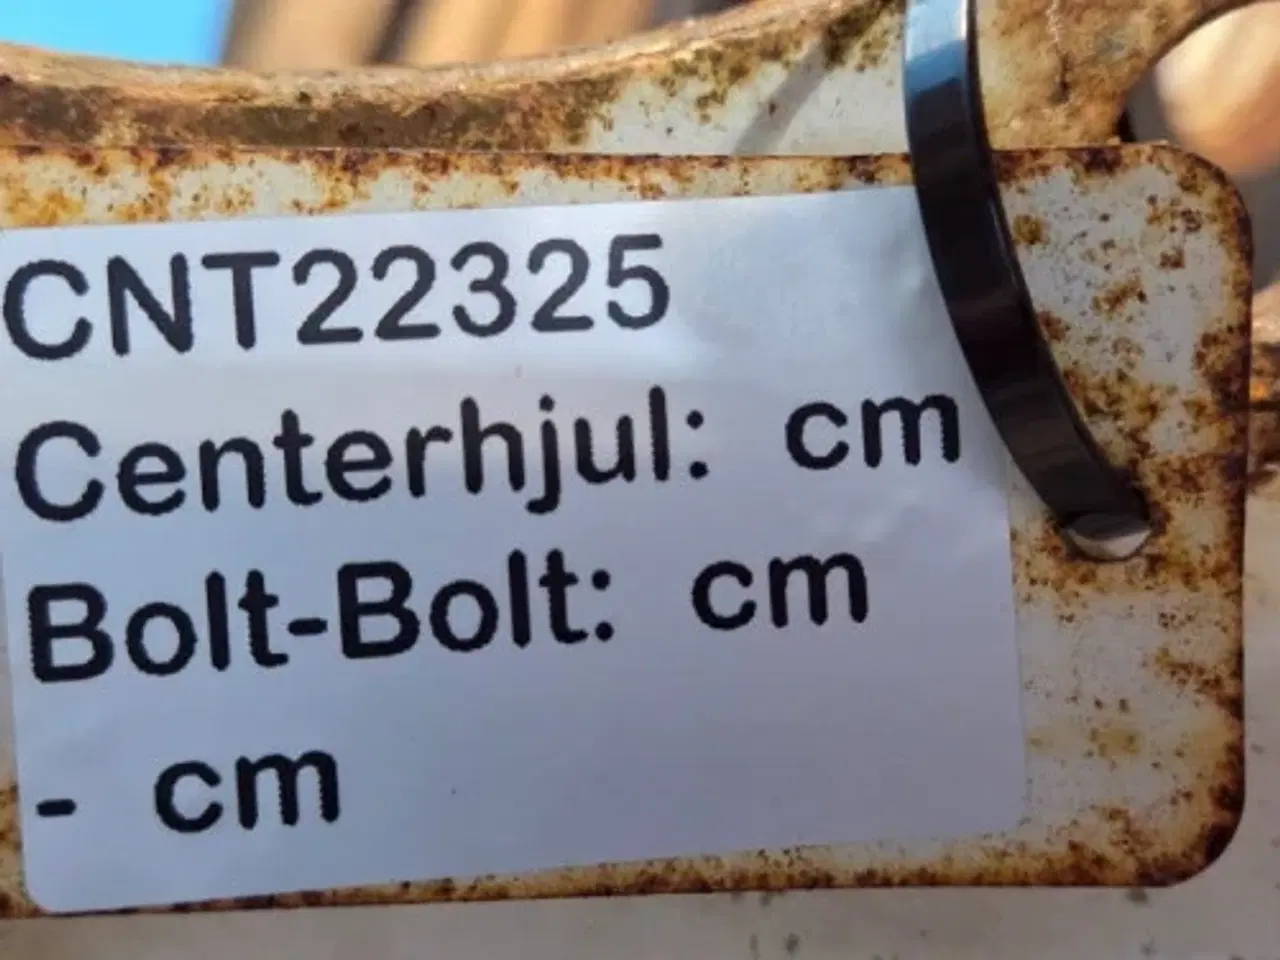 CNT22325
Centerhjul: cm
Bolt-Bolt: cm
- cm